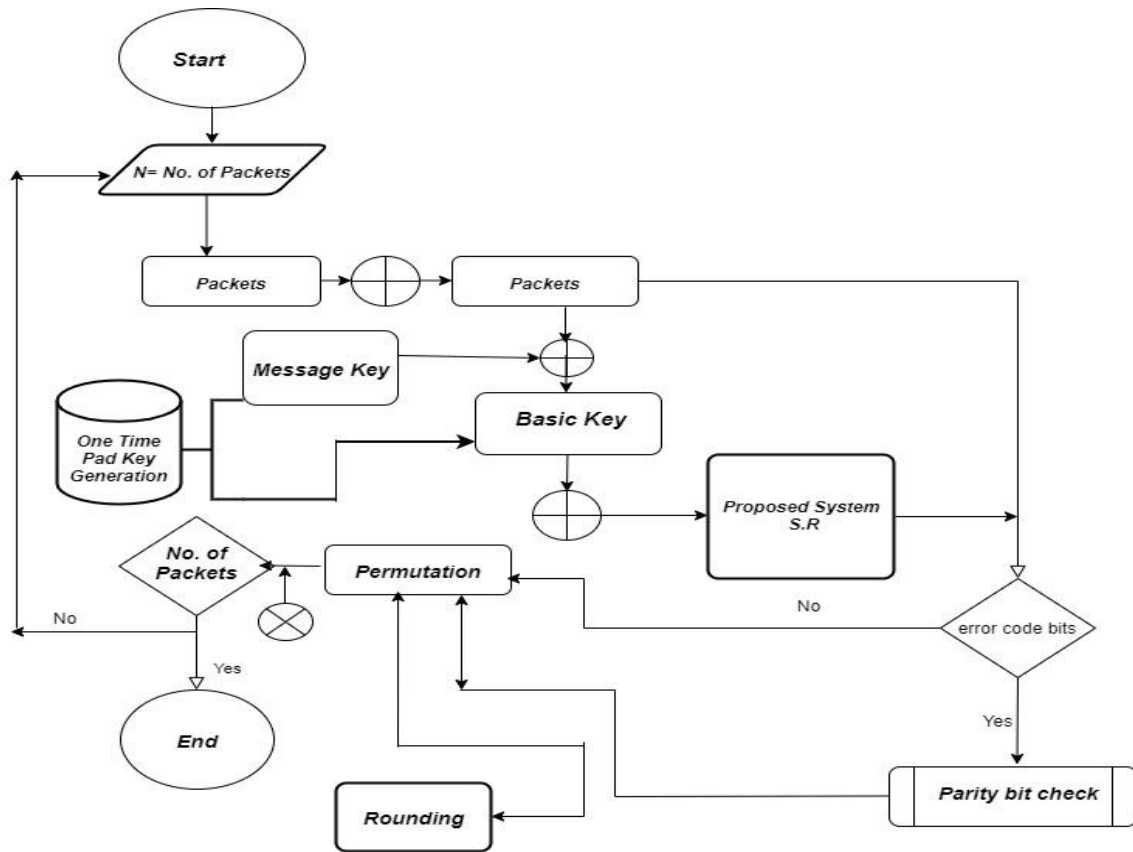 Start
N= No. of Packets
Packets
Packets
Message Key
Basic Key
One Time
Pad Key
Generation
Proposed System
S.R
No. of
Packets
Permutation
No
error code bits
No
Yes
Yes
End
Parity bit check
Rounding